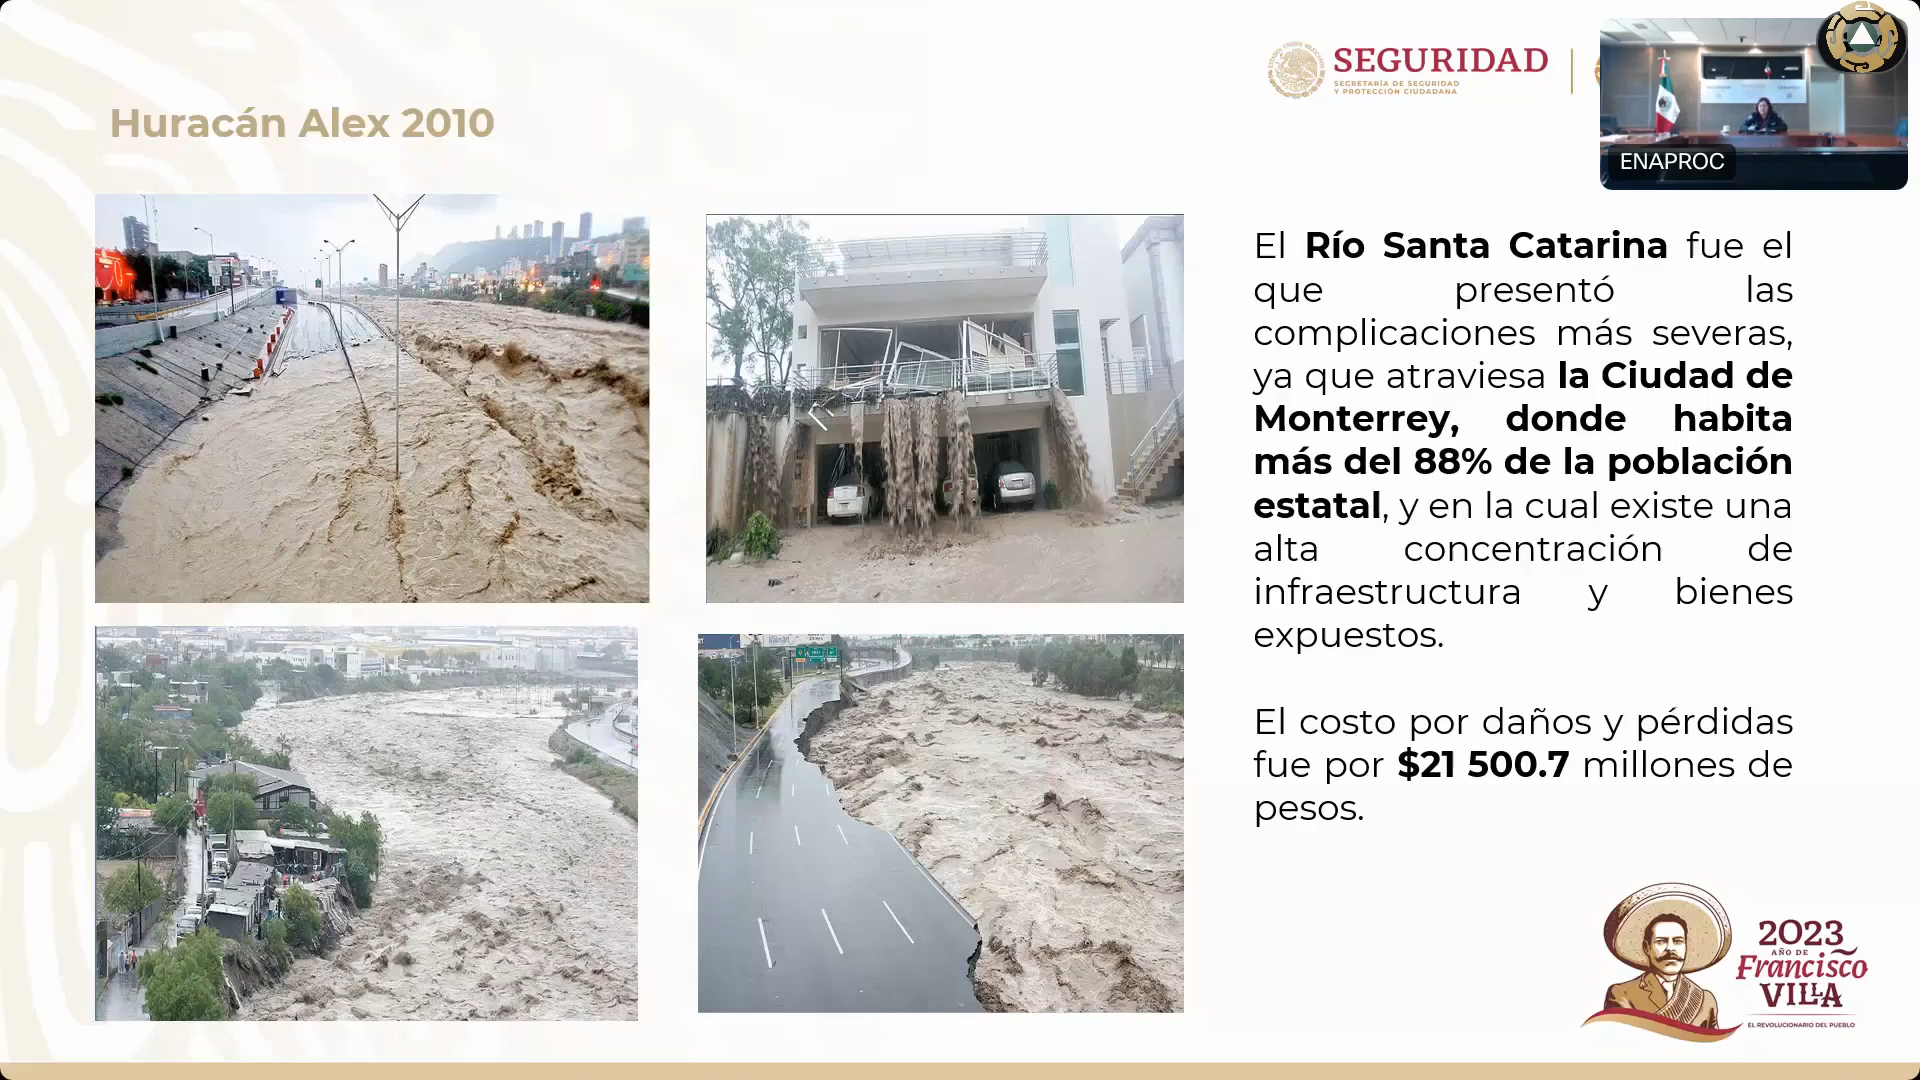 SEGURIDAD
SECRETARÍA DE SEGURIDAD
Y PROTECCIÓN CIUDADANA
ENAPROC
Huracán Alex 2010
El Río Santa Catarina fue el
que presentó las
complicaciones más severas,
ya que atraviesa la Ciudad de
Monterrey, donde habita
más del 88% de la población
estatal, y en la cual existe una
alta concentración de
infraestructura y bienes
expuestos.
El costo por daños y pérdidas
fue por $21 500.7 millones de
pesos.
2023
AÑO DE
Francisco
VILLA
EL REVOLUCIONARIO DEL PUEBLO